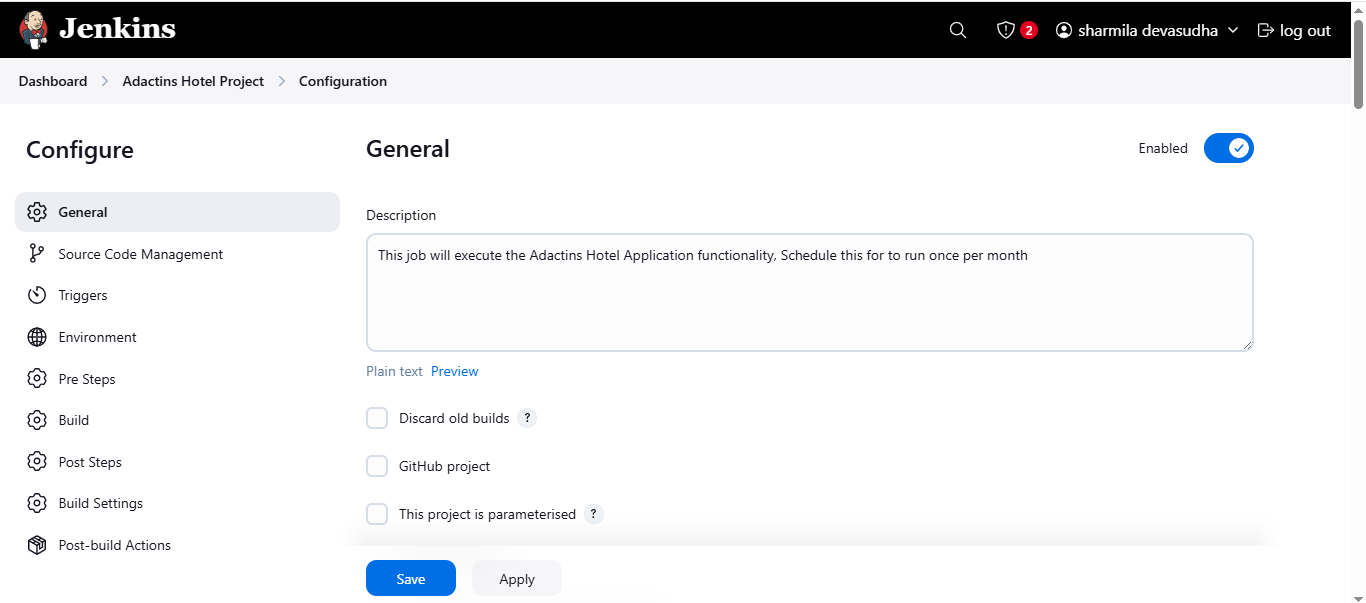 Jenkins
2
sharmila devasudha
log out
Dashboard
Adactins Hotel Project
Configuration
Configure
General
Source Code Management
Triggers
Environment
Pre Steps
Build
Post Steps
Build Settings
Post-build Actions
General
Enabled
Description
This job will execute the Adactins Hotel Application functionality, Schedule this for to run once per month
Plain text Preview
Discard old builds ?
GitHub project
This project is parameterised ?
Save
Apply